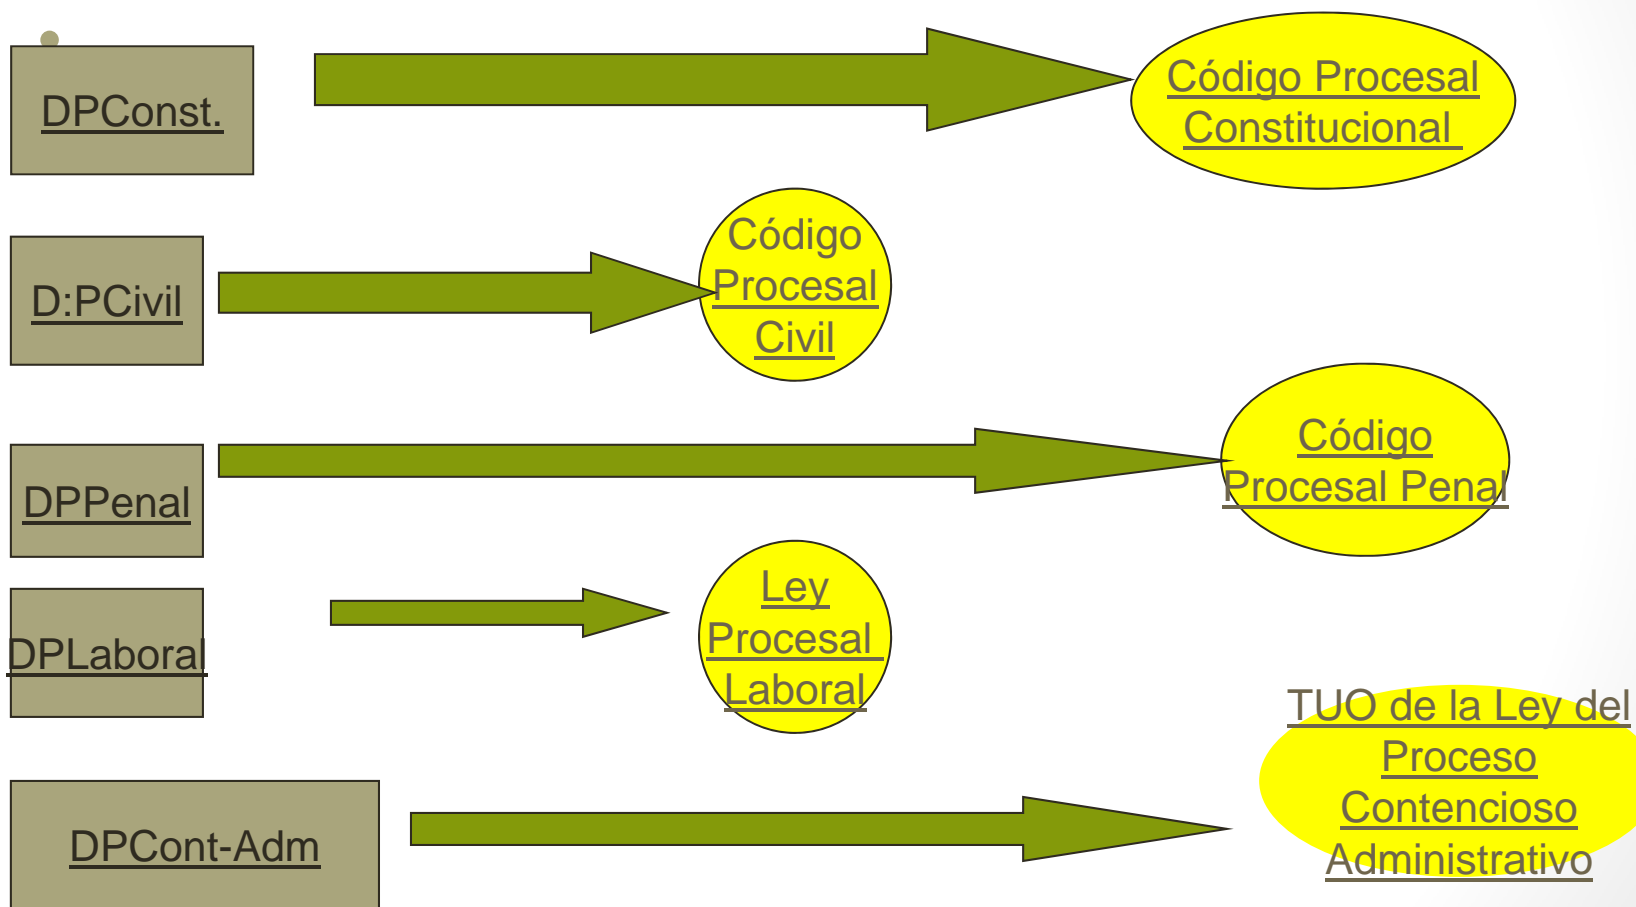 DPConst.
Código Procesal
Constitucional
D:PCivil
Código
Procesal
Civil
DPPenal
Código
Procesal Penal
DPLaboral
Ley
Procesal
Laboral
DPCont-Adm
TUO de la Ley del
Proceso
Contencioso
Administrativo